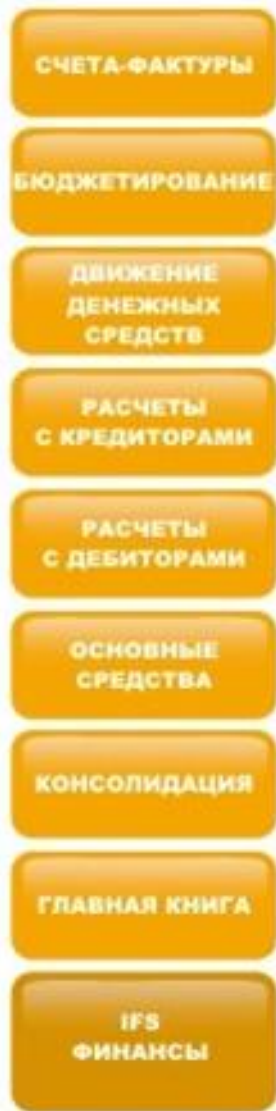 СЧЕТА-ФАКТУРЫ
БЮДЖЕТИРОВАНИЕ
ДВИЖЕНИЕ
ДЕНЕЖНЫХ
СРЕДСТВ
РАСЧЕТЫ
С КРЕДИТОРАМИ
РАСЧЕТЫ
С ДЕБИТОРАМИ
ОСНОВНЫЕ
СРЕДСТВА
КОНСОЛИДАЦИЯ
ГЛАВНАЯ КНИГА
IFS
ФИНАНСЫ